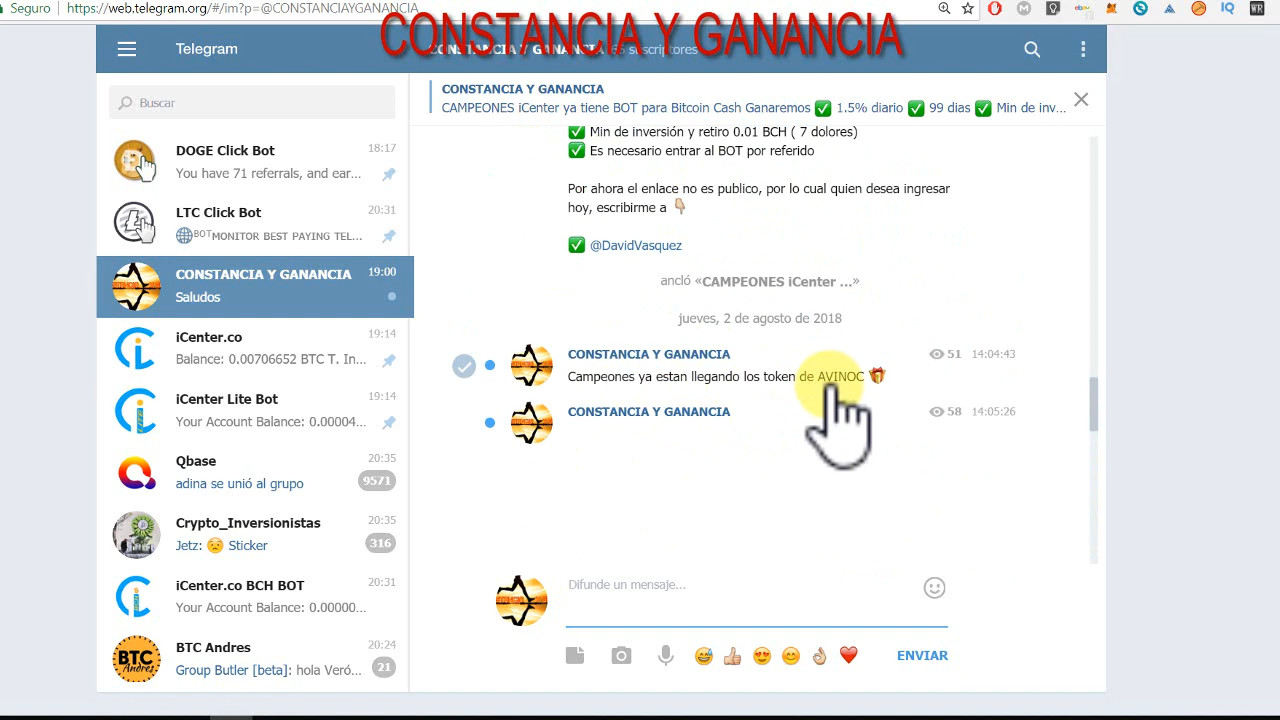 Seguro | https://web.telegram.org/#/im?p=@CONSTANCIAYGANANCIA
CONSTANCIA Y GANANCIA
Telegram
CONSTANCIA Y GANANCIA 65 suscriptores
Buscar
DOGE Click Bot 18:17
You have 71 referrals, and ear...
LTC Click Bot 20:31
BOT MONITOR BEST PAYING TEL...
CONSTANCIA Y GANANCIA 19:00
Saludos
iCenter.co 19:14
Balance: 0.00706652 BTC T. In...
iCenter Lite Bot 19:14
Your Account Balance: 0.00004...
Qbase 20:35
adina se unió al grupo 9571
Crypto_Inversionistas 20:35
Jetz: 😟 Sticker 316
iCenter.co BCH BOT 20:31
Your Account Balance: 0.00000...
BTC Andres 20:24
Group Butler [beta]: hola Veró... 21
BTC
Andres
CONSTANCIA Y GANANCIA
CAMPEONES iCenter ya tiene BOT para Bitcoin Cash Ganaremos ✅ 1.5% diario ✅ 99 dias ✅ Min de inv...
✅ Min de inversión y retiro 0.01 BCH ( 7 dolores)
✅ Es necesario entrar al BOT por referido
Por ahora el enlace no es publico, por lo cual quien desea ingresar
hoy, escribirme a 👇🏼
✅ @DavidVasquez
ancló «CAMPEONES iCenter ...»
jueves, 2 de agosto de 2018
CONSTANCIA Y GANANCIA 51 14:04:43
Campeones ya estan llegando los token de AVINOC 🎁
CONSTANCIA Y GANANCIA 58 14:05:26
Difunde un mensaje...
ENVIAR